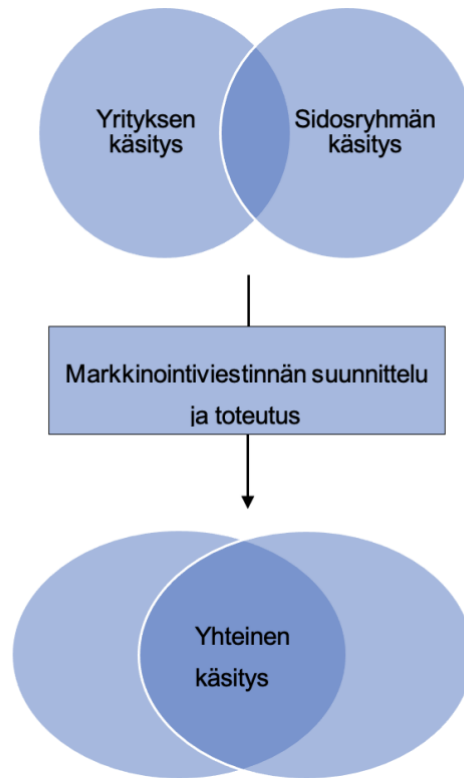 Yrityksen
käsitys
Sidosryhmän
käsitys
Markkinointiviestinnän suunnittelu
ja toteutus
Yhteinen
käsitys